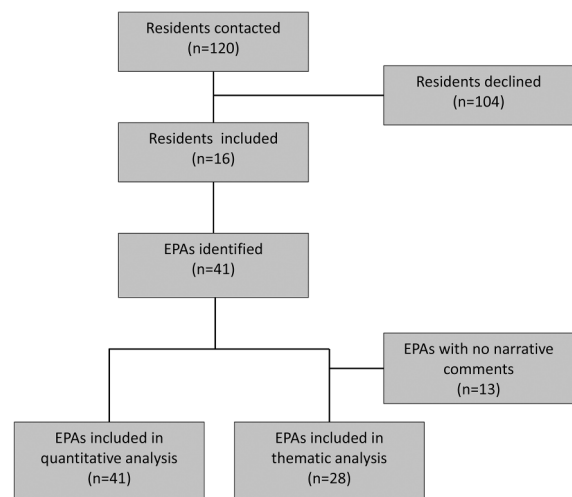 Residents contacted
(n=120)
Residents declined
(n=104)
Residents included
(n=16)
EPAs identified
(n=41)
EPAs with no narrative
comments
(n=13)
EPAs included in
quantitative analysis
(n=41)
EPAs included in
thematic analysis
(n=28)